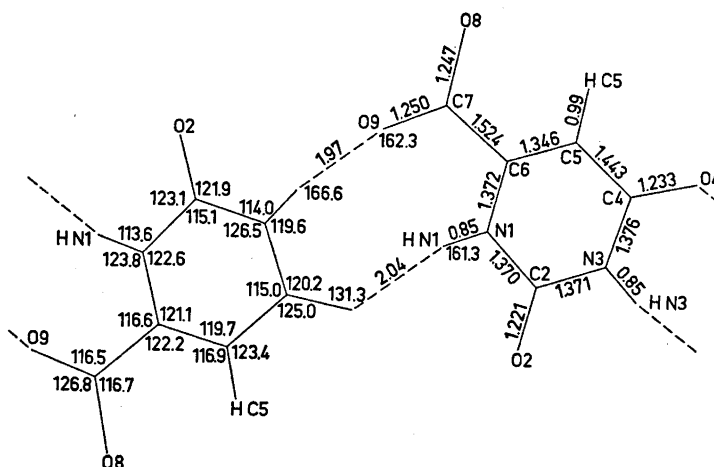 O8
1.247
H C5
1.250
C7
0.99
O2
O9
162.3
1.524
1.346
C5
1.97
C6
1.443
O4
123.1 121.9
115.1
166.6
1.372
C4
1.233
114.0
126.5 119.6
H N1
113.6
123.8 122.6
H N1
0.85
161.3
N1
1.376
N3
2.04
1.370
C2
1.371
0.85
H N3
115.0 120.2
125.0
131.3
116.6 121.1
122.2
119.7
116.9 123.4
1.221
O2
O9
116.5
126.8 116.7
H C5
O8